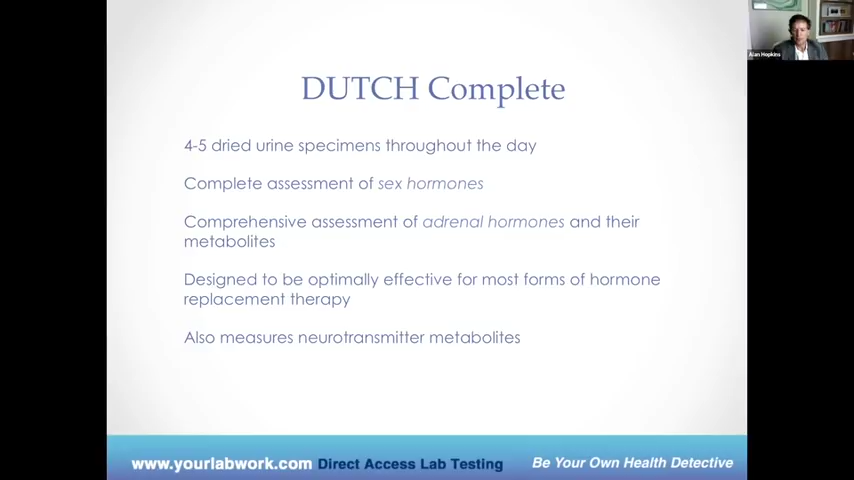 DUTCH Complete
4-5 dried urine specimens throughout the day
Complete assessment of sex hormones
Comprehensive assessment of adrenal hormones and their
metabolites
Designed to be optimally effective for most forms of hormone
replacement therapy
Also measures neurotransmitter metabolites
www.yourlabwork.com Direct Access Lab Testing Be Your Own Health Detective
Alan Hopkins